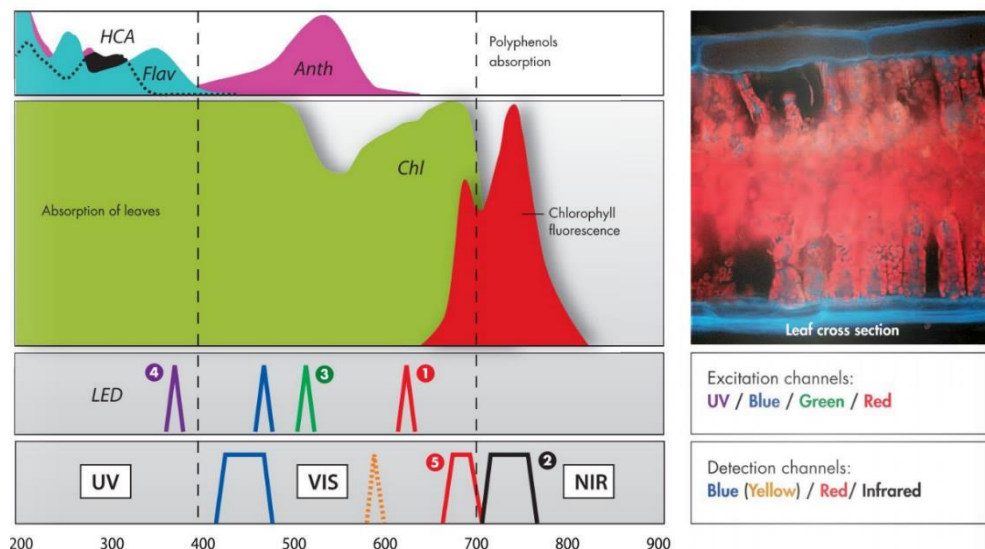 HCA
Flav
Anth
Polyphenols
absorption
Absorption of leaves
Chl
Chlorophyll
fluorescence
Leaf cross section
LED
4
3
1
Excitation channels:
UV / Blue / Green / Red
UV
VIS
5
2
NIR
Detection channels:
Blue (Yellow) / Red/ Infrared
200 300 400 500 600 700 800 900